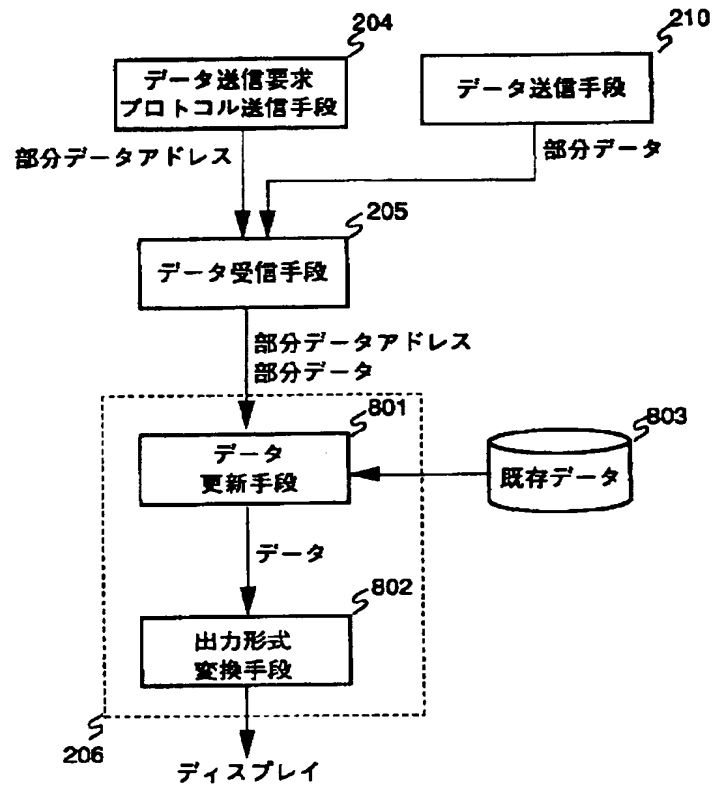 204
210
データ送信要求
プロトコル送信手段
データ送信手段
部分データアドレス
部分データ
205
データ受信手段
部分データアドレス
部分データ
801
803
データ
更新手段
既存データ
データ
802
出力形式
変換手段
206
ディスプレイ